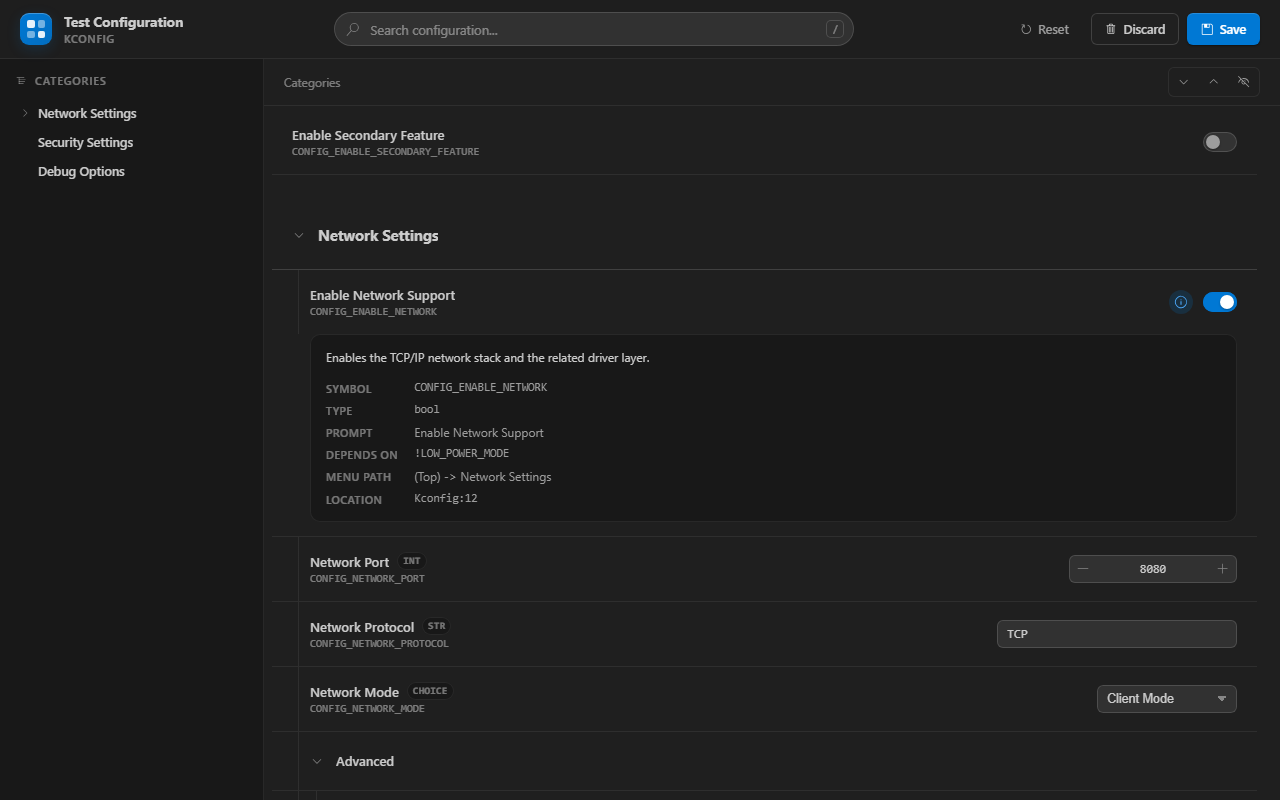 Test Configuration
KCONFIG
Search configuration...
/
Reset
Discard
Save
CATEGORIES
Network Settings
Security Settings
Debug Options
Categories
Enable Secondary Feature
CONFIG_ENABLE_SECONDARY_FEATURE
Network Settings
Enable Network Support
CONFIG_ENABLE_NETWORK
Enables the TCP/IP network stack and the related driver layer.
SYMBOL CONFIG_ENABLE_NETWORK
TYPE bool
PROMPT Enable Network Support
DEPENDS ON !LOW_POWER_MODE
MENU PATH (Top) -> Network Settings
LOCATION Kconfig:12
Network Port INT
CONFIG_NETWORK_PORT
8080
Network Protocol STR
CONFIG_NETWORK_PROTOCOL
TCP
Network Mode CHOICE
CONFIG_NETWORK_MODE
Client Mode
Advanced